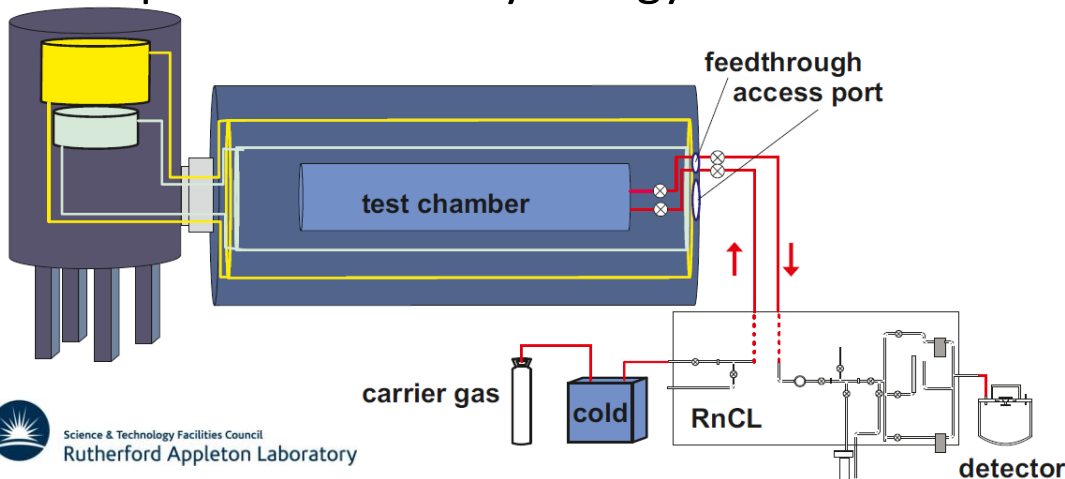 feedthrough
access port
test chamber
carrier gas
cold
RnCL
detector
Science & Technology Facilities Council
Rutherford Appleton Laboratory